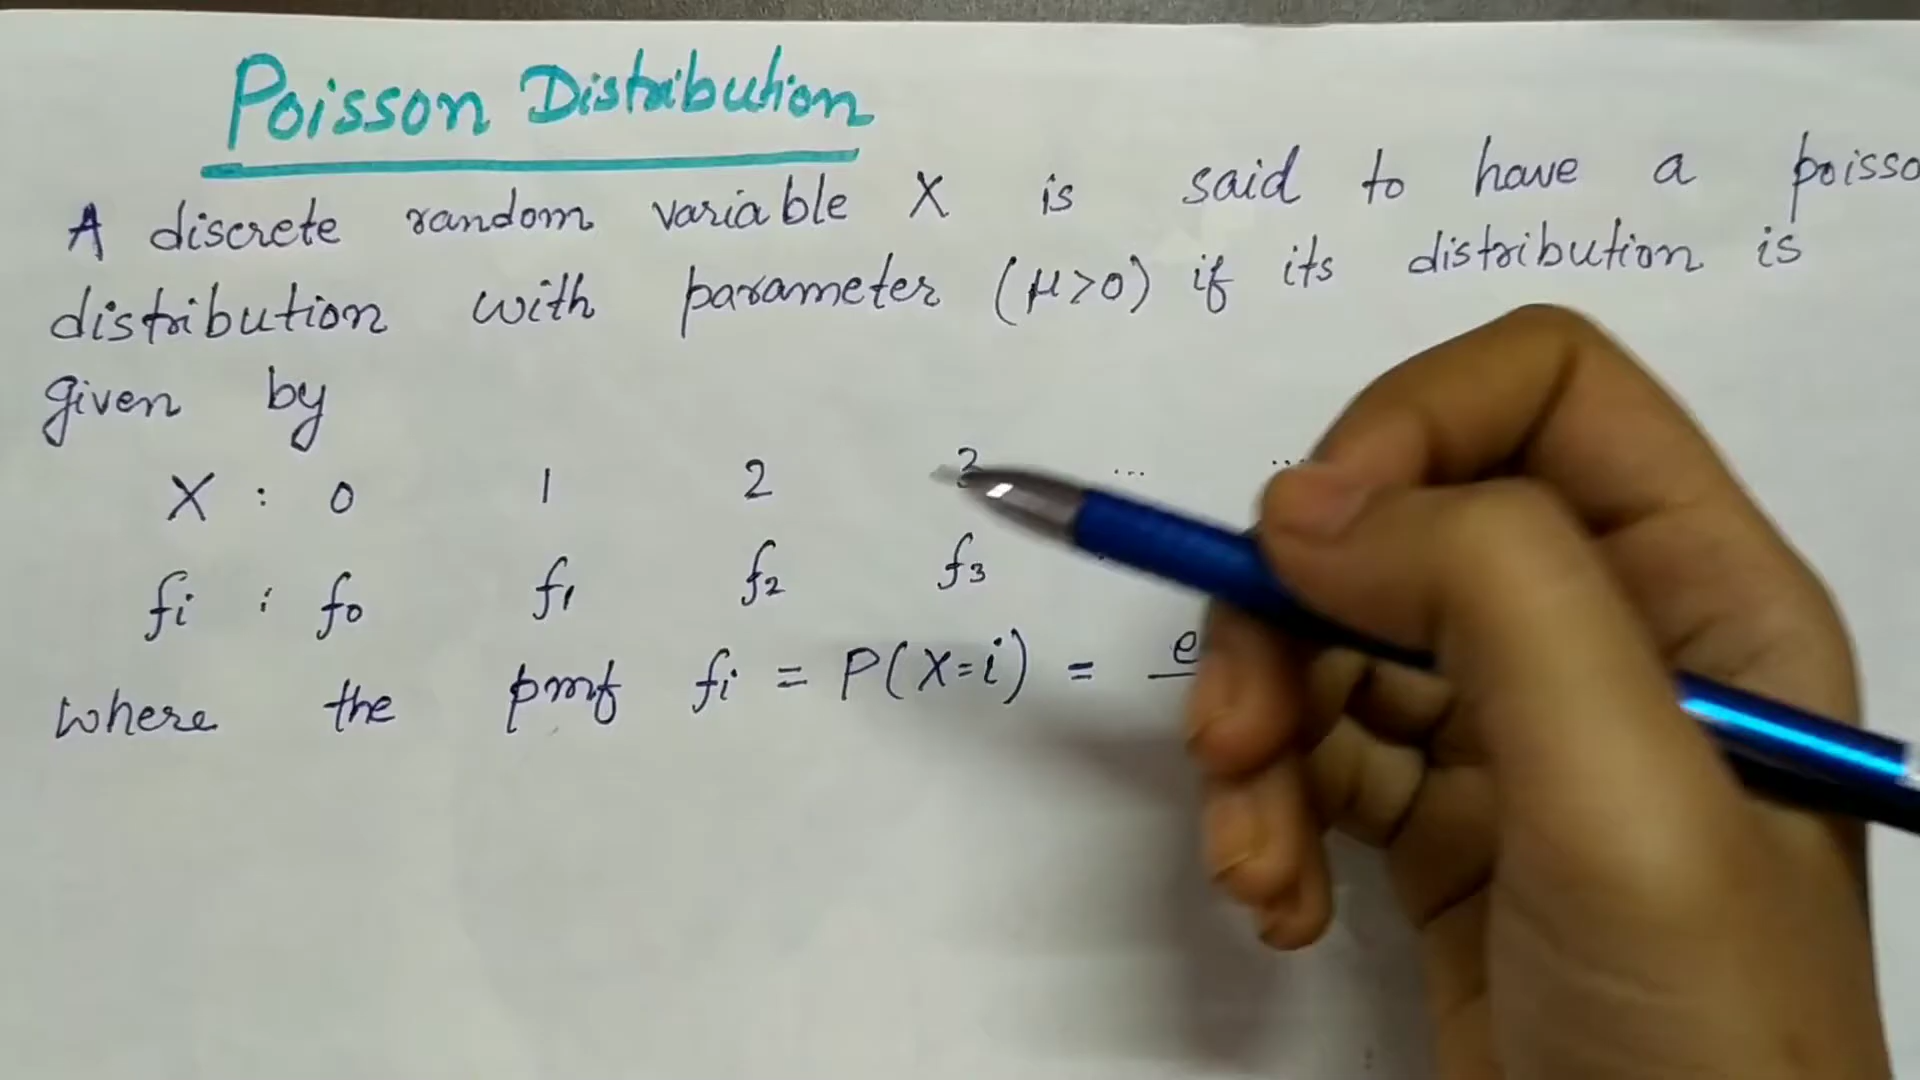 Poisson Distribution
A discrete random variable X is said to have a poisso
distribution with parameter (μ>0) if its distribution is
given by
X : 0 1 2 3 ... ...
fi : f0 f1 f2 f3
where the pmf fi = P(X=i) = e